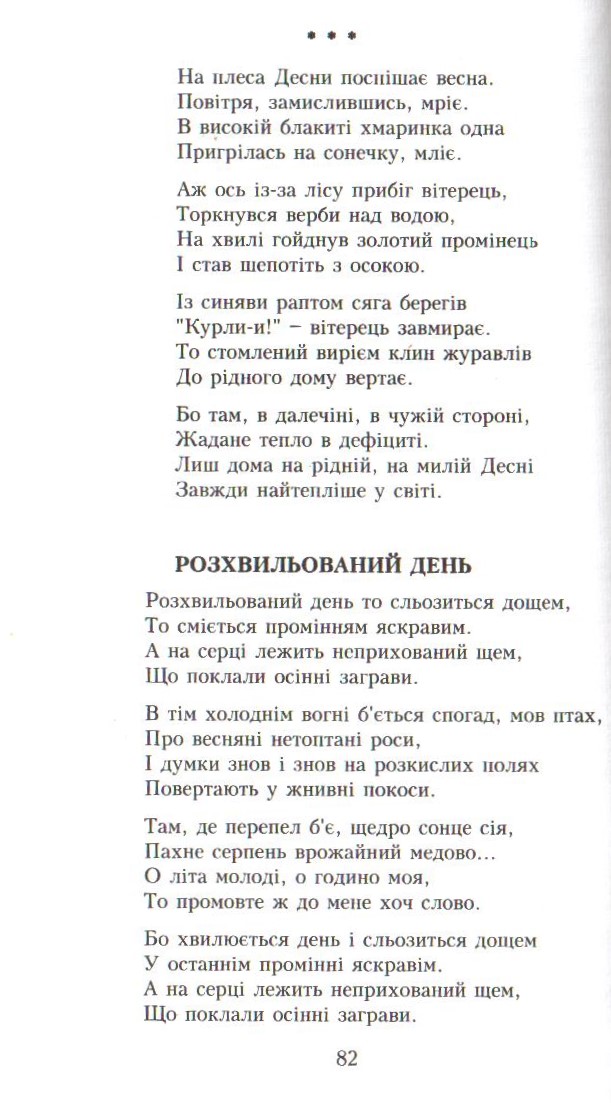 * * *
На плеса Десни поспішає весна.
Повітря, замислившись, мріє.
В високій блакиті хмаринка одна
Пригрілась на сонечку, мліє.
Аж ось із-за лісу прибіг вітерець,
Торкнувся верби над водою,
На хвилі гойднув золотий промінець
І став шепотіть з осокою.
Із синяви раптом сяга берегів
"Курли-и!" – вітерець завмирає.
То стомлений вирієм клин журавлів
До рідного дому вертає.
Бо там, в далечіні, в чужій стороні,
Жадане тепло в дефіциті.
Лиш дома на рідній, на милій Десні
Завжди найтепліше у світі.
РОЗХВИЛЬОВАНИЙ ДЕНЬ
Розхвильований день то сльозиться дощем,
То сміється промінням яскравим.
А на серці лежить неприхований щем,
Що поклали осінні заграви.
В тім холоднім вогні б'ється спогад, мов птах,
Про весняні нетоптані роси,
І думки знов і знов на розкислих полях
Повертають у жнивні покоси.
Там, де перепел б'є, щедро сонце сія,
Пахне серпень врожайний медово...
О літа молоді, о годино моя,
То промовте ж до мене хоч слово.
Бо хвилюється день і сльозиться дощем
У останнім промінні яскравім.
А на серці лежить неприхований щем,
Що поклали осінні заграви.
82